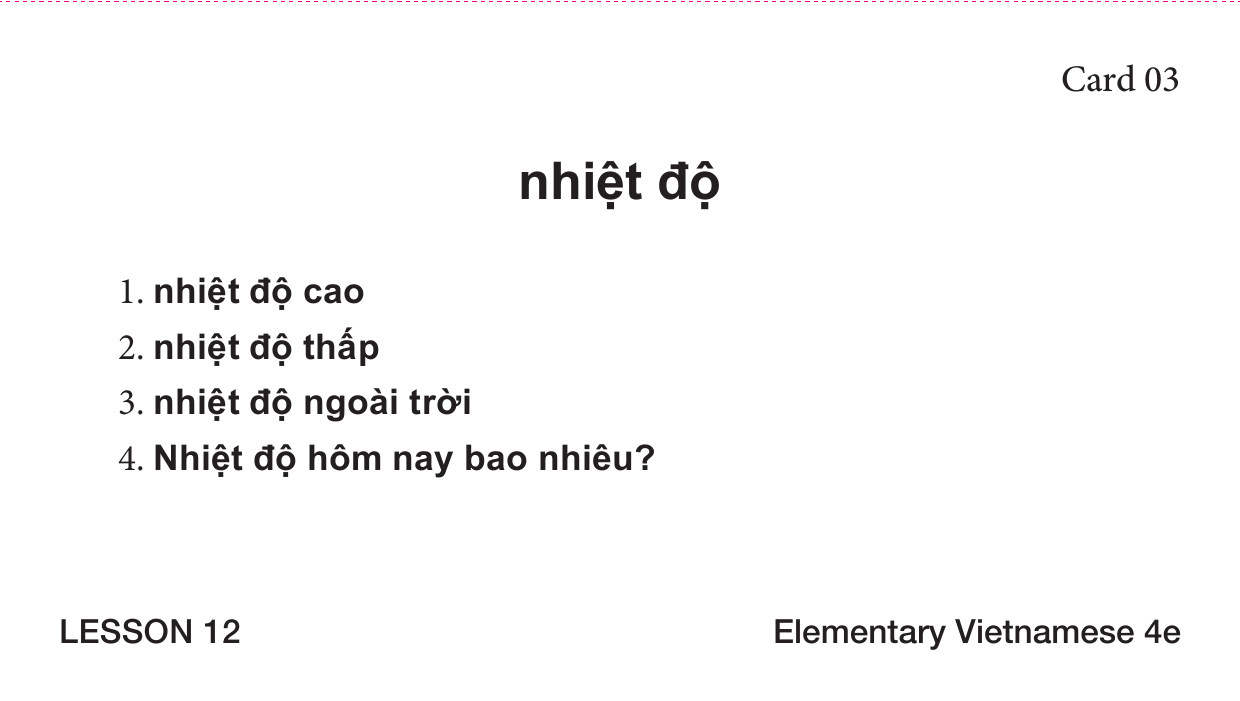 Card 03
nhiệt độ
1. nhiệt độ cao
2. nhiệt độ thấp
3. nhiệt độ ngoài trời
4. Nhiệt độ hôm nay bao nhiêu?
LESSON 12
Elementary Vietnamese 4e